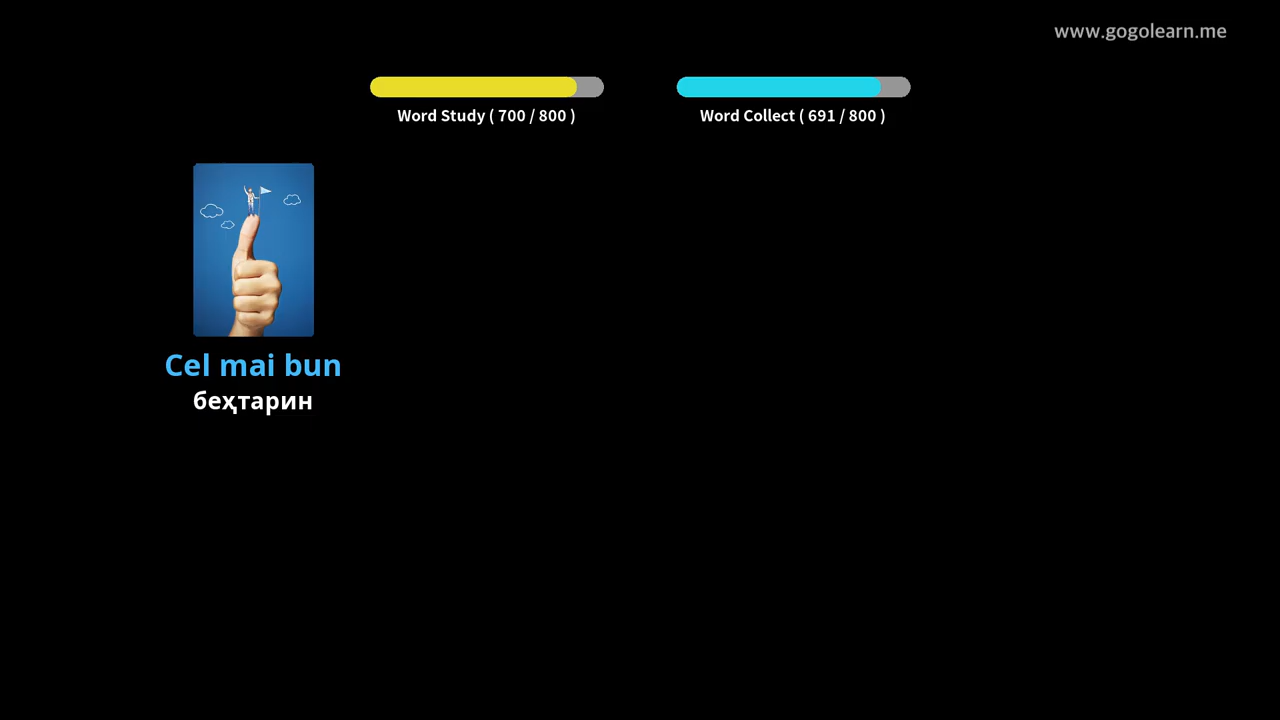 www.gogolearn.me
Word Study ( 700 / 800 )
Word Collect ( 691 / 800 )
Cel mai bun
беҳтарин